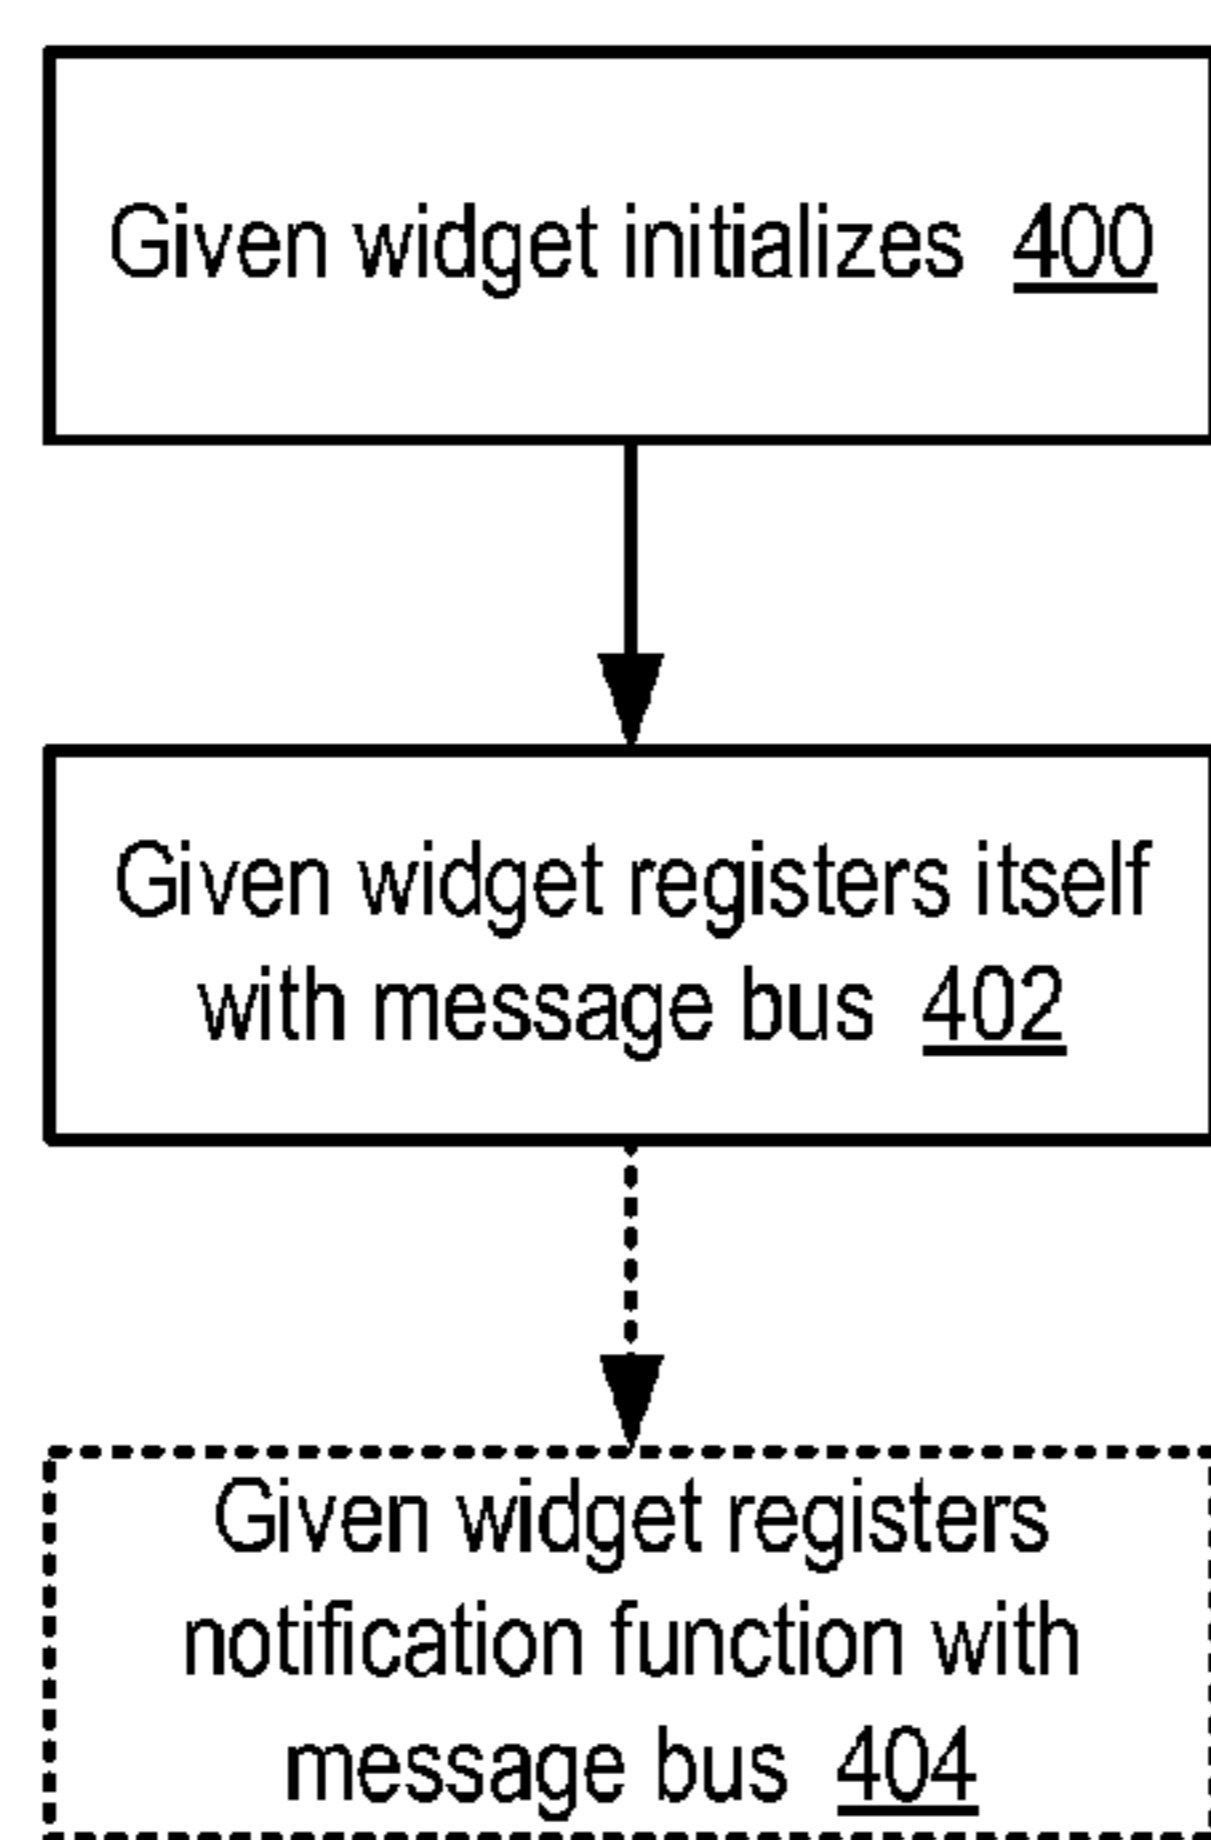 Given widget initializes 400
Given widget registers itself
with message bus 402
Given widget registers
notification function with
message bus 404